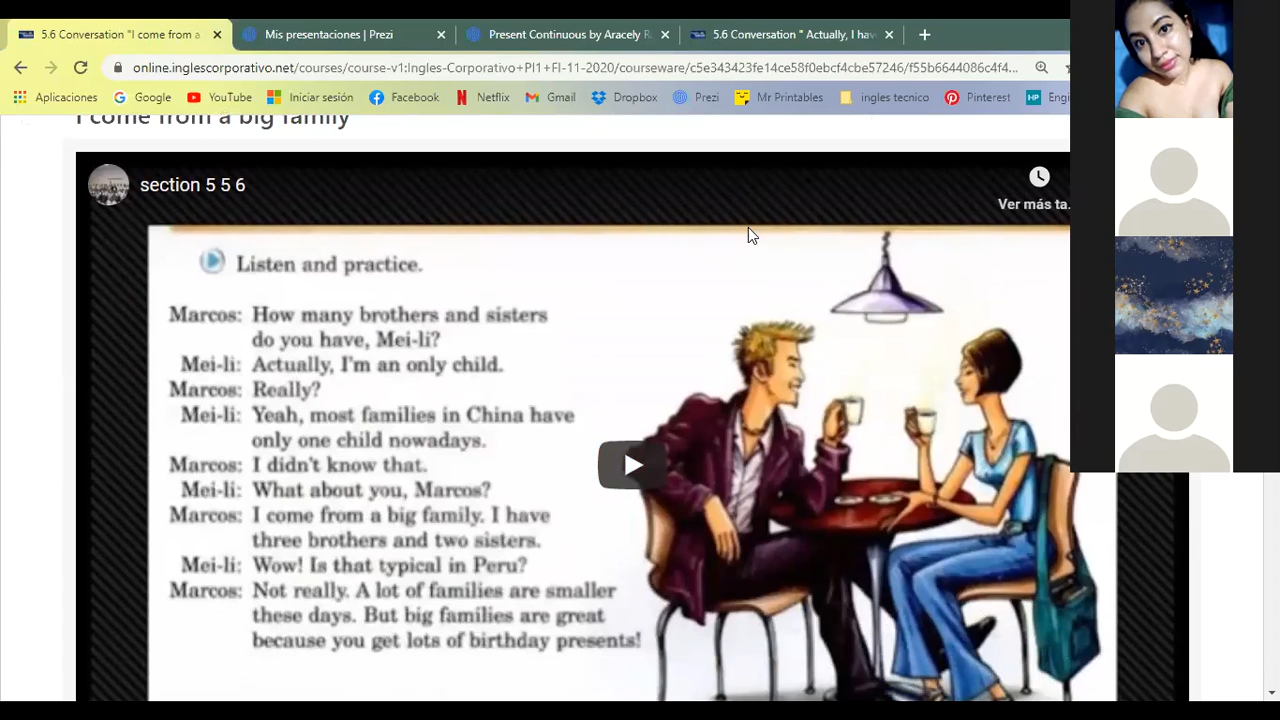 5.6 Conversation "I come from a
Mis presentaciones | Prezi
Present Continuous by Aracely R
5.6 Conversation " Actually, I hav
online.inglescorporativo.net/courses/course-v1:Ingles-Corporativo+PI1+FI-11-2020/courseware/c5e343423fe14ce58f0ebcf4cbe57246/f55b6644086c4f4...
Aplicaciones
Google
YouTube
Iniciar sesión
Facebook
Netflix
Gmail
Dropbox
Prezi
Mr Printables
ingles tecnico
Pinterest
HP
Engl
I come from a big family
section 5 5 6
Ver más ta.
Listen and practice.
Marcos: How many brothers and sisters
do you have, Mei-li?
Mei-li: Actually, I'm an only child.
Marcos: Really?
Mei-li: Yeah, most families in China have
only one child nowadays.
Marcos: I didn't know that.
Mei-li: What about you, Marcos?
Marcos: I come from a big family. I have
three brothers and two sisters.
Mei-li: Wow! Is that typical in Peru?
Marcos: Not really. A lot of families are smaller
these days. But big families are great
because you get lots of birthday presents!